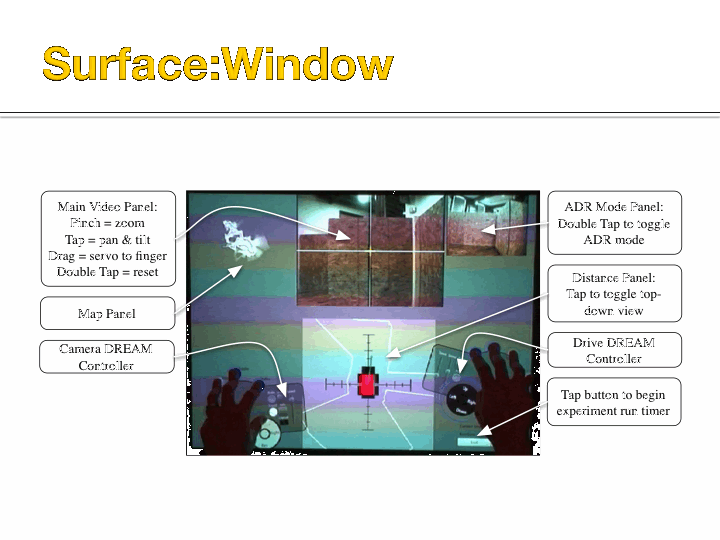 Surface:Window
Main Video Panel:
Pinch = zoom
Tap = pan & tilt
Drag = servo to finger
Double Tap = reset
Map Panel
Camera DREAM
Controller
ADR Mode Panel:
Double Tap to toggle
ADR mode
Distance Panel:
Tap to toggle top-
down view
Drive DREAM
Controller
Tap button to begin
experiment run timer